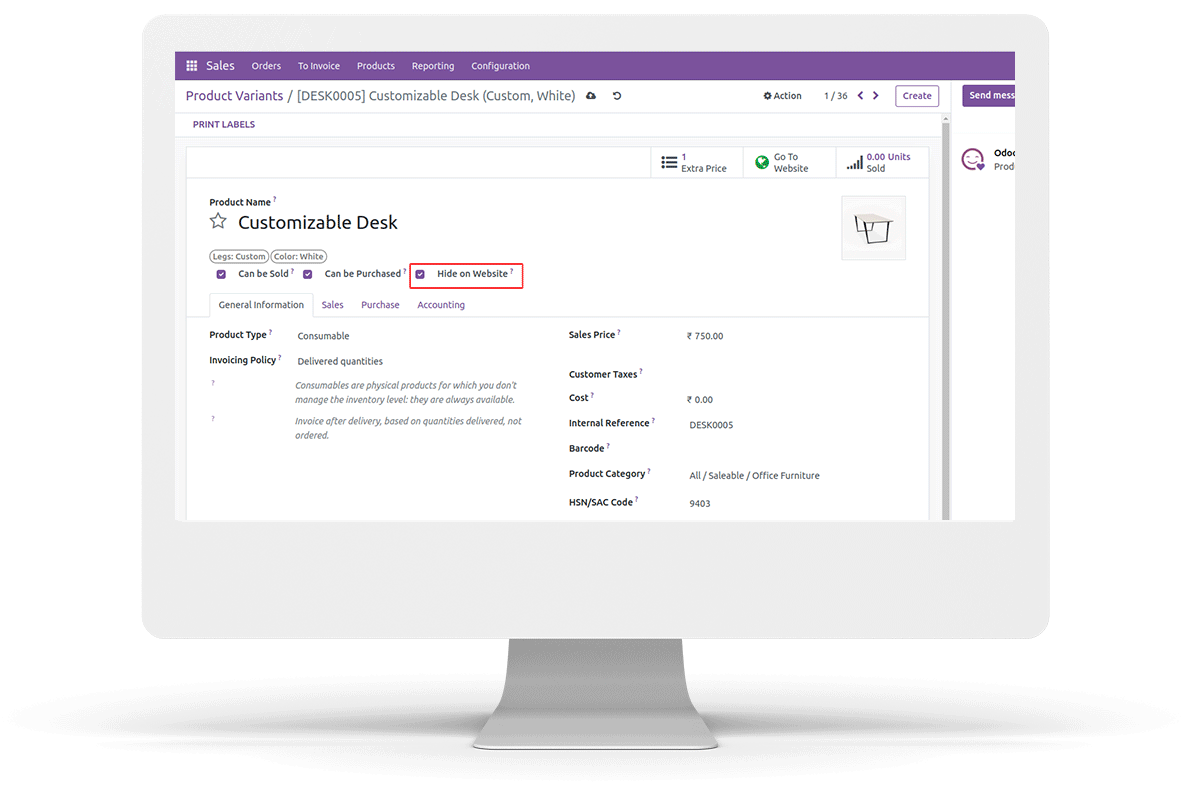 Sales Orders To Invoice Products Reporting Configuration
Product Variants / [DESK0005] Customizable Desk (Custom, White) Action 1 / 36 Create Send mess
PRINT LABELS
1
Extra Price
Go To
Website
0.00 Units
Sold
Odoo
Prod
Product Name ?
Customizable Desk
Legs: Custom Color: White
Can be Sold ? Can be Purchased ? Hide on Website ?
General Information Sales Purchase Accounting
Product Type ? Consumable
Invoicing Policy ? Delivered quantities
? Consumables are physical products for which you don't
manage the inventory level: they are always available.
? Invoice after delivery, based on quantities delivered, not
ordered.
Sales Price ? ₹ 750.00
Customer Taxes ?
Cost ? ₹ 0.00
Internal Reference ? DESK0005
Barcode ?
Product Category ? All / Saleable / Office Furniture
HSN/SAC Code ? 9403